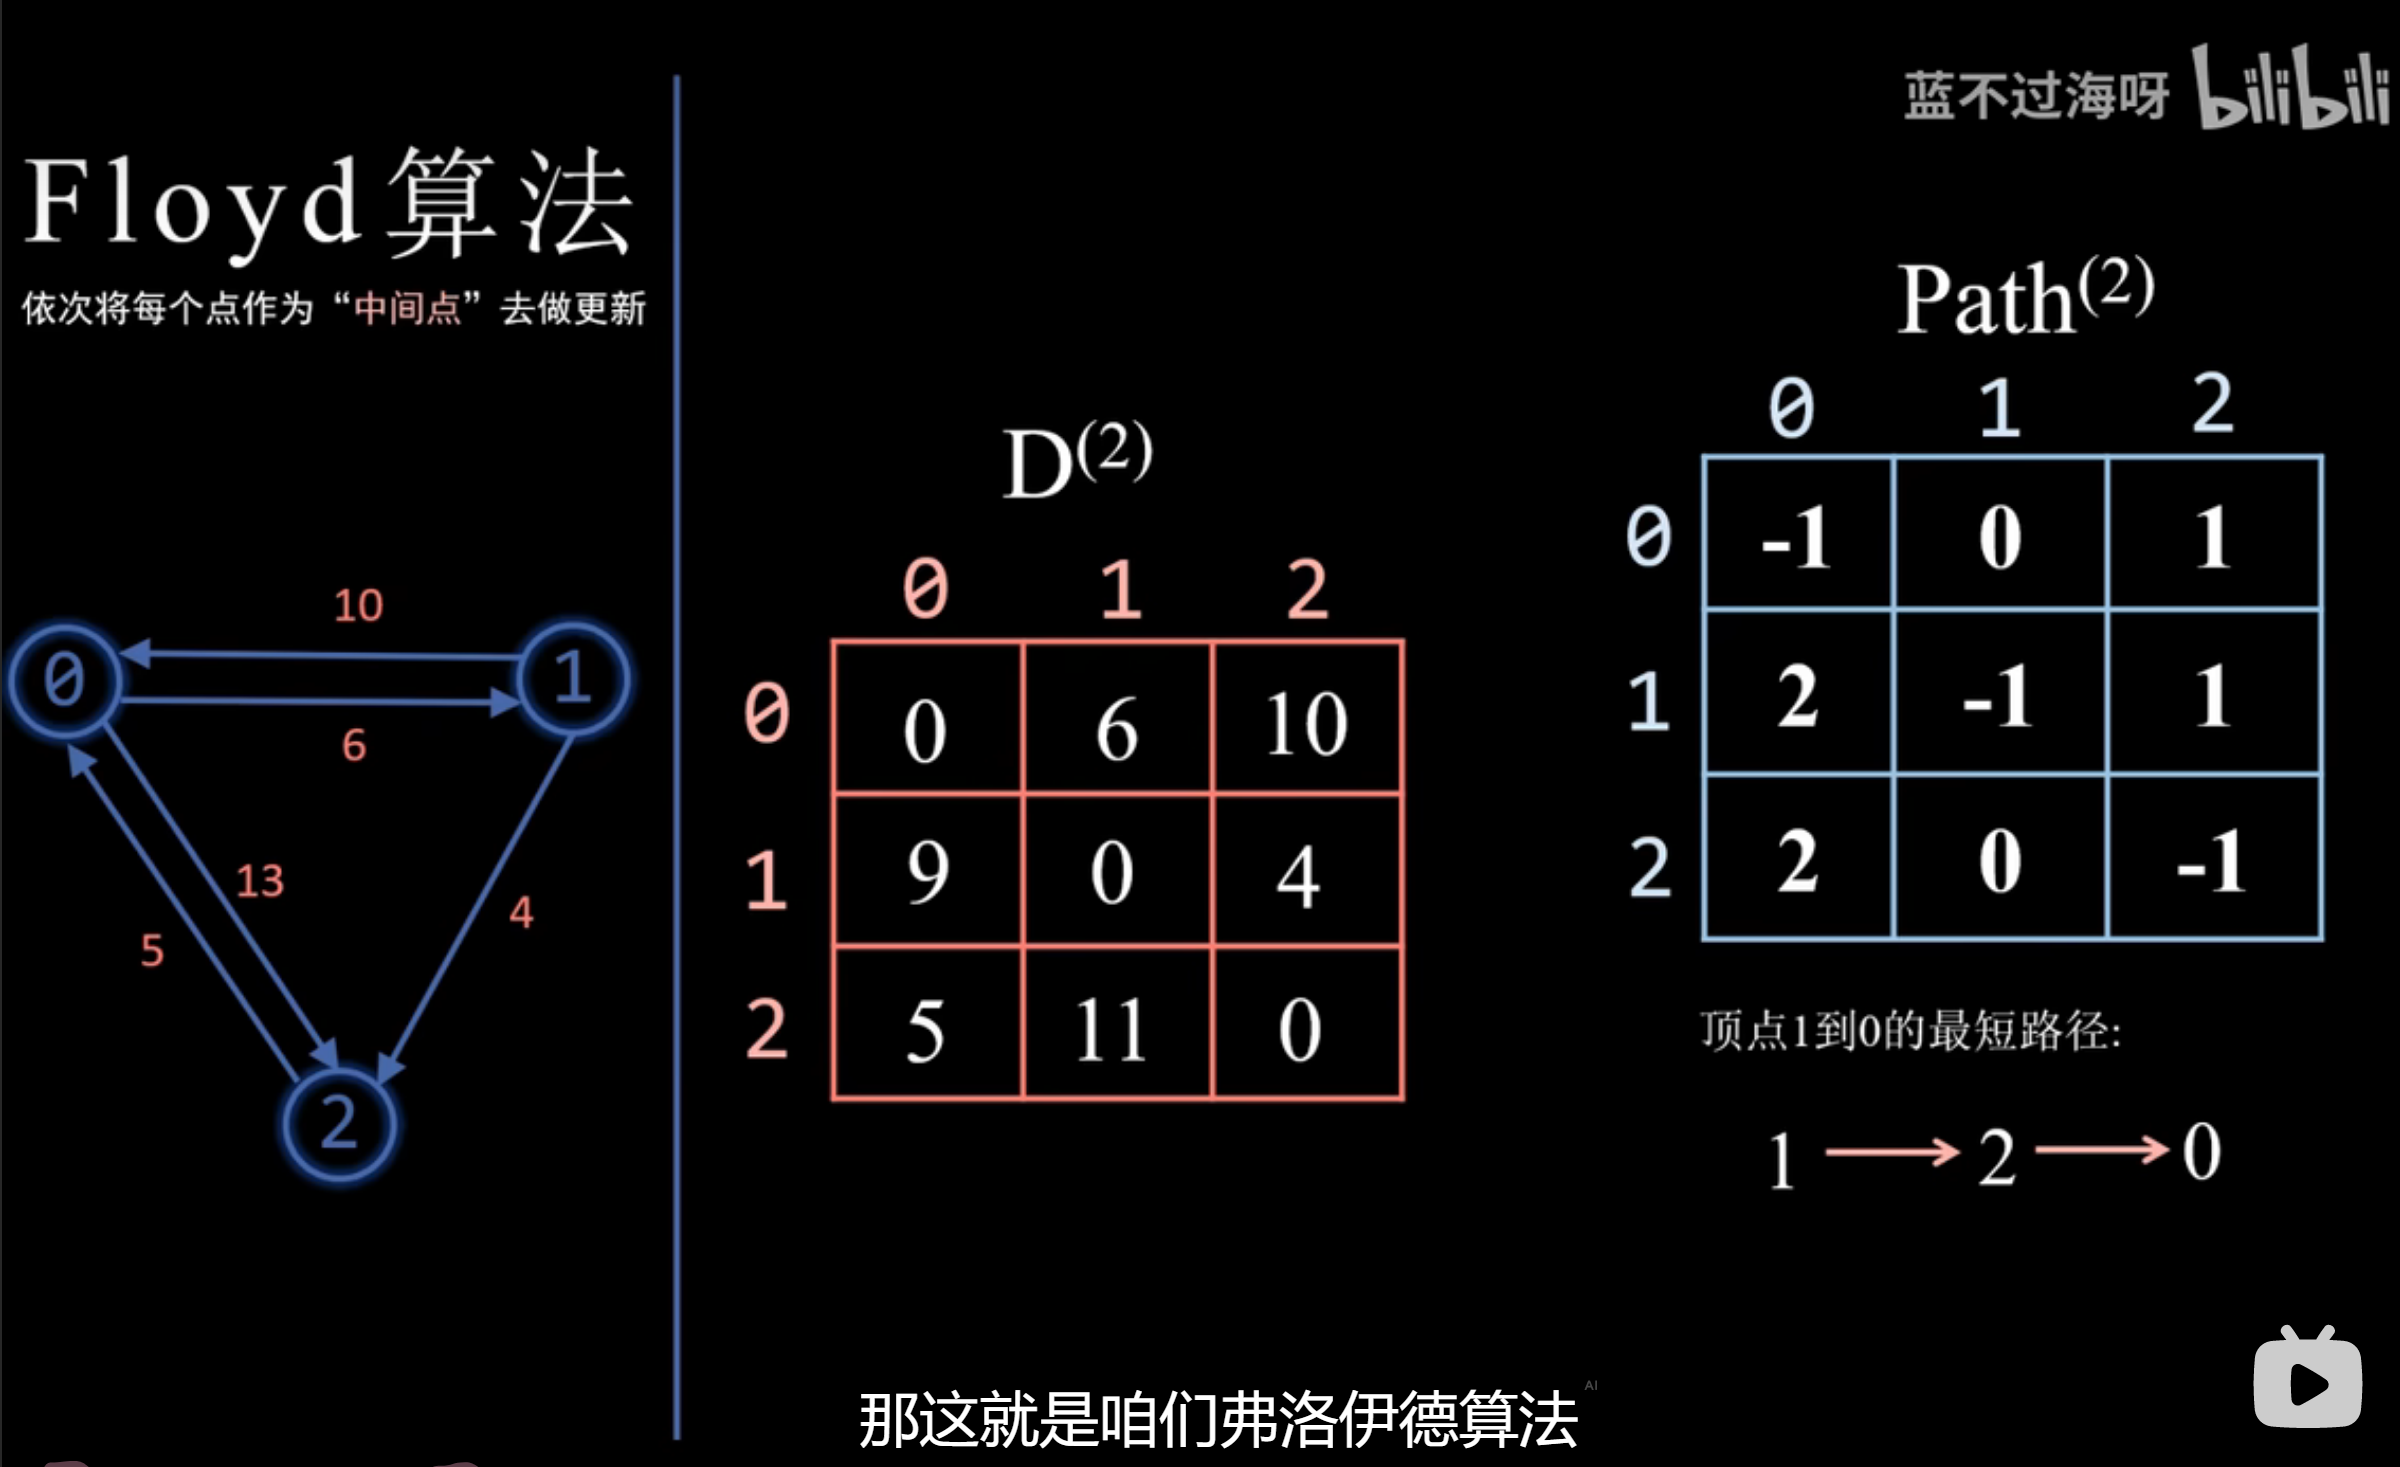 蓝不过海呀 bilibili
Floyd算法
依次将每个点作为“中间点”去做更新
10
0 1
6
13
5
4
2
D(2)
0 1 2
0 0 6 10
1 9 0 4
2 5 11 0
Path(2)
0 1 2
0 -1 0 1
1 2 -1 1
2 2 0 -1
顶点1到0的最短路径:
1 → 2 → 0
那这就是咱们弗洛伊德算法
AI